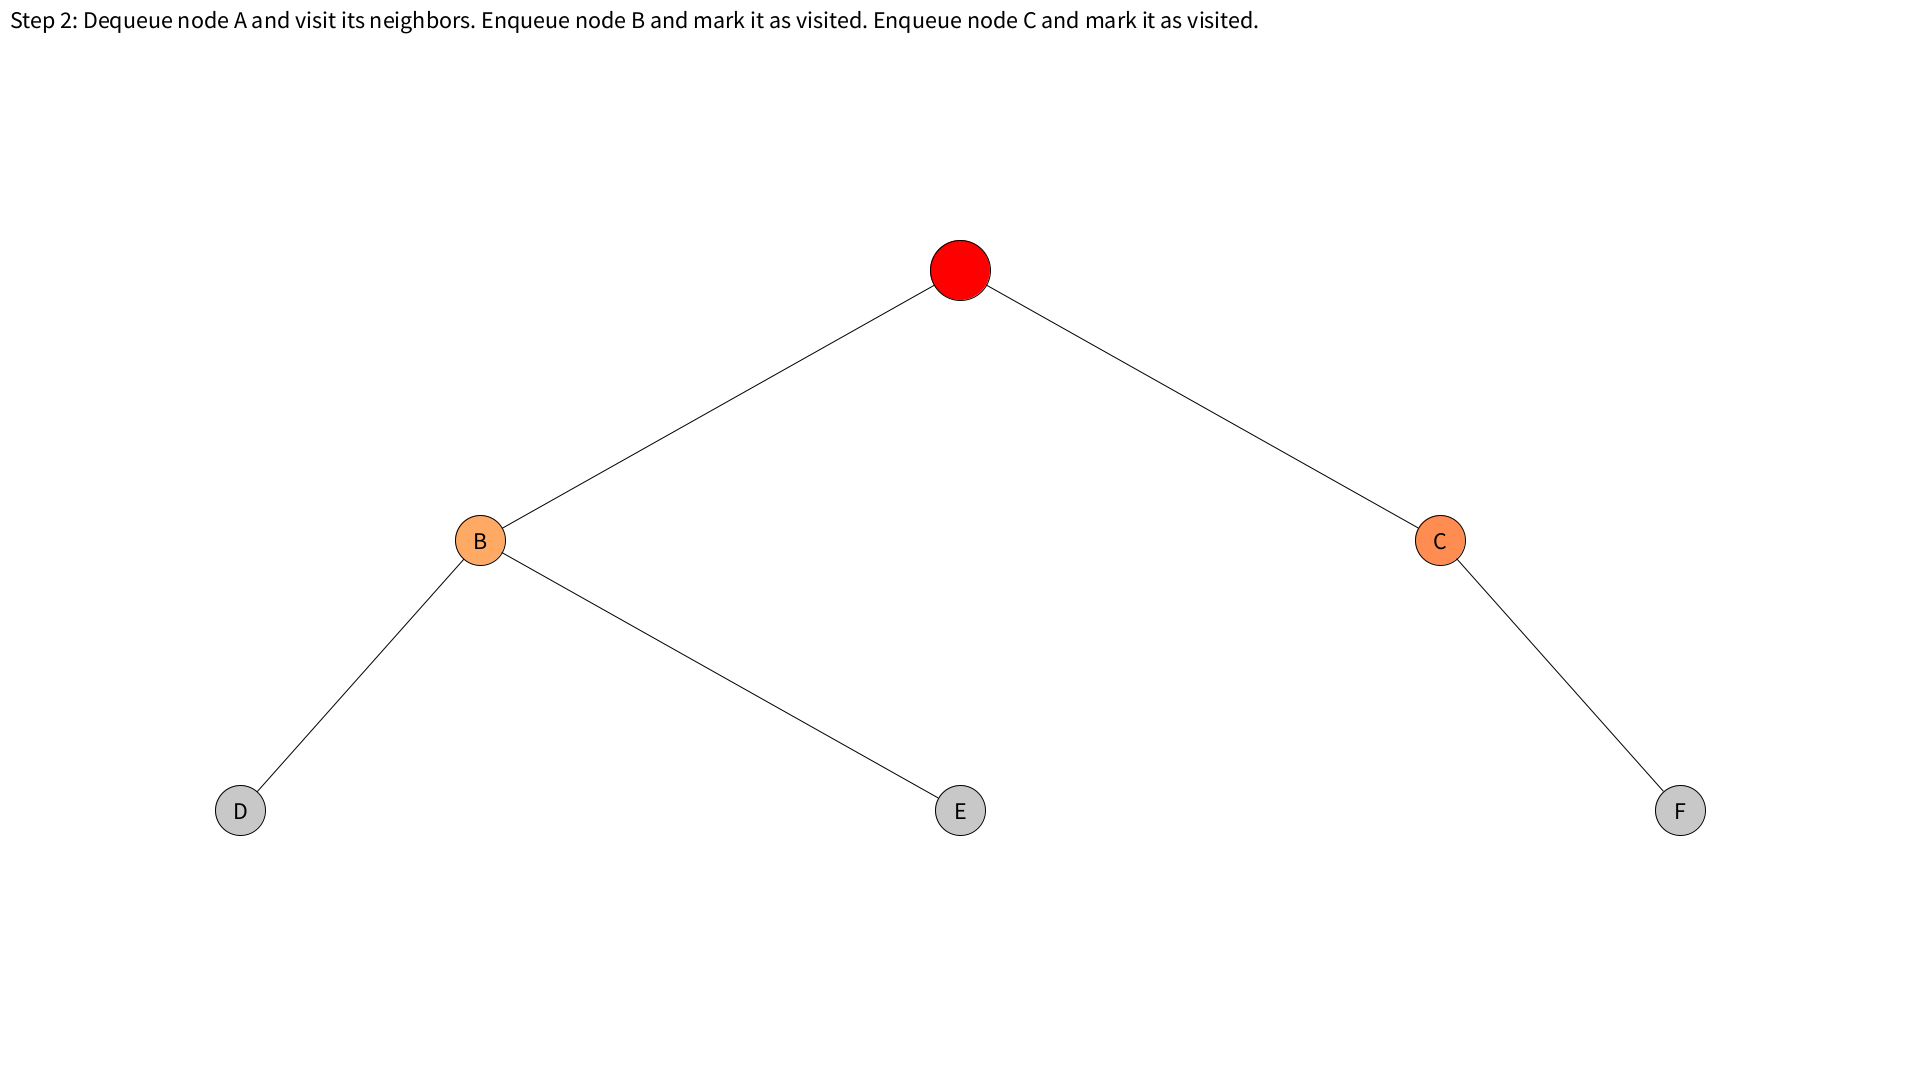 Step 2: Dequeue node A and visit its neighbors. Enqueue node B and mark it as visited. Enqueue node C and mark it as visited.
B
C
D
E
F